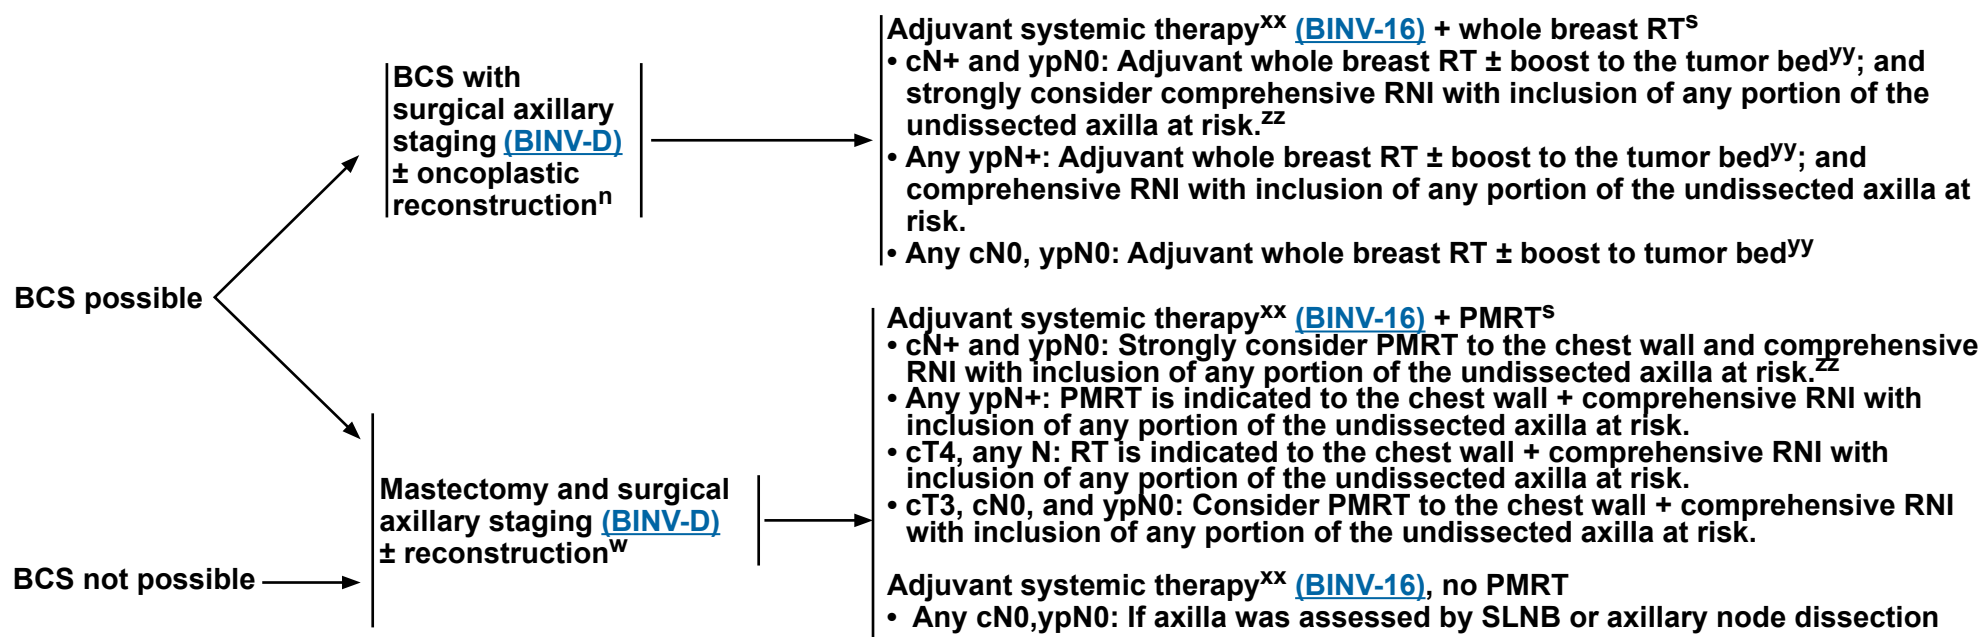 BCS possible
BCS not possible
BCS with
surgical axillary
staging (BINV-D)
± oncoplastic
reconstructionⁿ
Mastectomy and surgical
axillary staging (BINV-D)
± reconstructionʷ
Adjuvant systemic therapyˣˣ (BINV-16) + whole breast RTˢ
• cN+ and ypN0: Adjuvant whole breast RT ± boost to the tumor bedʸʸ; and
strongly consider comprehensive RNI with inclusion of any portion of the
undissected axilla at risk.ᶻᶻ
• Any ypN+: Adjuvant whole breast RT ± boost to the tumor bedʸʸ; and
comprehensive RNI with inclusion of any portion of the undissected axilla at
risk.
• Any cN0, ypN0: Adjuvant whole breast RT ± boost to tumor bedʸʸ
Adjuvant systemic therapyˣˣ (BINV-16) + PMRTˢ
• cN+ and ypN0: Strongly consider PMRT to the chest wall and comprehensive
RNI with inclusion of any portion of the undissected axilla at risk.ᶻᶻ
• Any ypN+: PMRT is indicated to the chest wall + comprehensive RNI with
inclusion of any portion of the undissected axilla at risk.
• cT4, any N: RT is indicated to the chest wall + comprehensive RNI with
inclusion of any portion of the undissected axilla at risk.
• cT3, cN0, and ypN0: Consider PMRT to the chest wall + comprehensive RNI
with inclusion of any portion of the undissected axilla at risk.
Adjuvant systemic therapyˣˣ (BINV-16), no PMRT
• Any cN0,ypN0: If axilla was assessed by SLNB or axillary node dissection